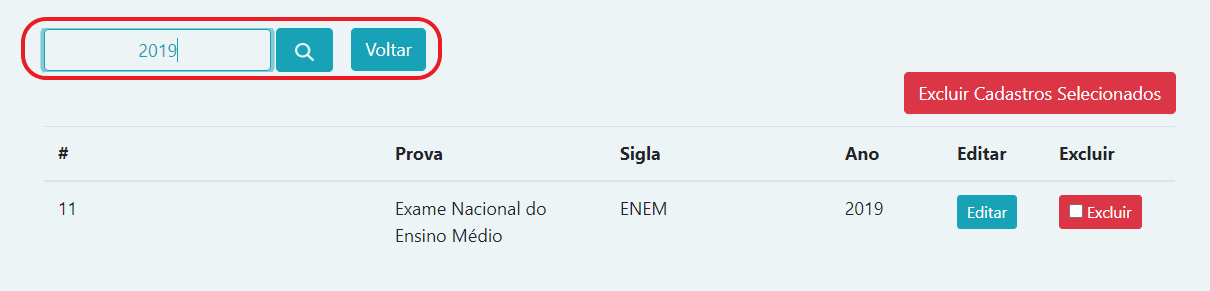 2019 Voltar
Excluir Cadastros Selecionados
# Prova Sigla Ano Editar Excluir
11 Exame Nacional do ENEM 2019 Editar Excluir
Ensino Médio